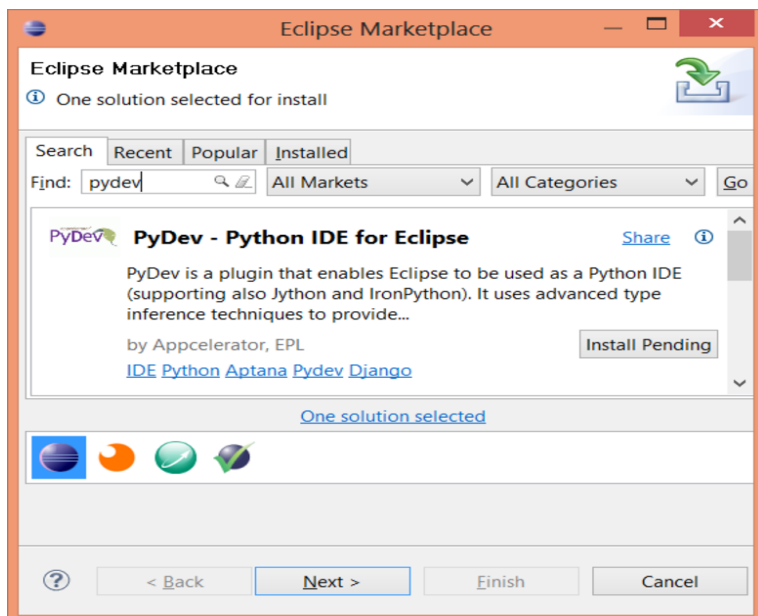 Eclipse Marketplace
Eclipse Marketplace
One solution selected for install
Search Recent Popular Installed
Find: pydev All Markets All Categories Go
PyDev PyDev - Python IDE for Eclipse Share
PyDev is a plugin that enables Eclipse to be used as a Python IDE
(supporting also Jython and IronPython). It uses advanced type
inference techniques to provide...
by Appcelerator, EPL Install Pending
IDE Python Aptana Pydev Django
One solution selected
< Back Next > Finish Cancel